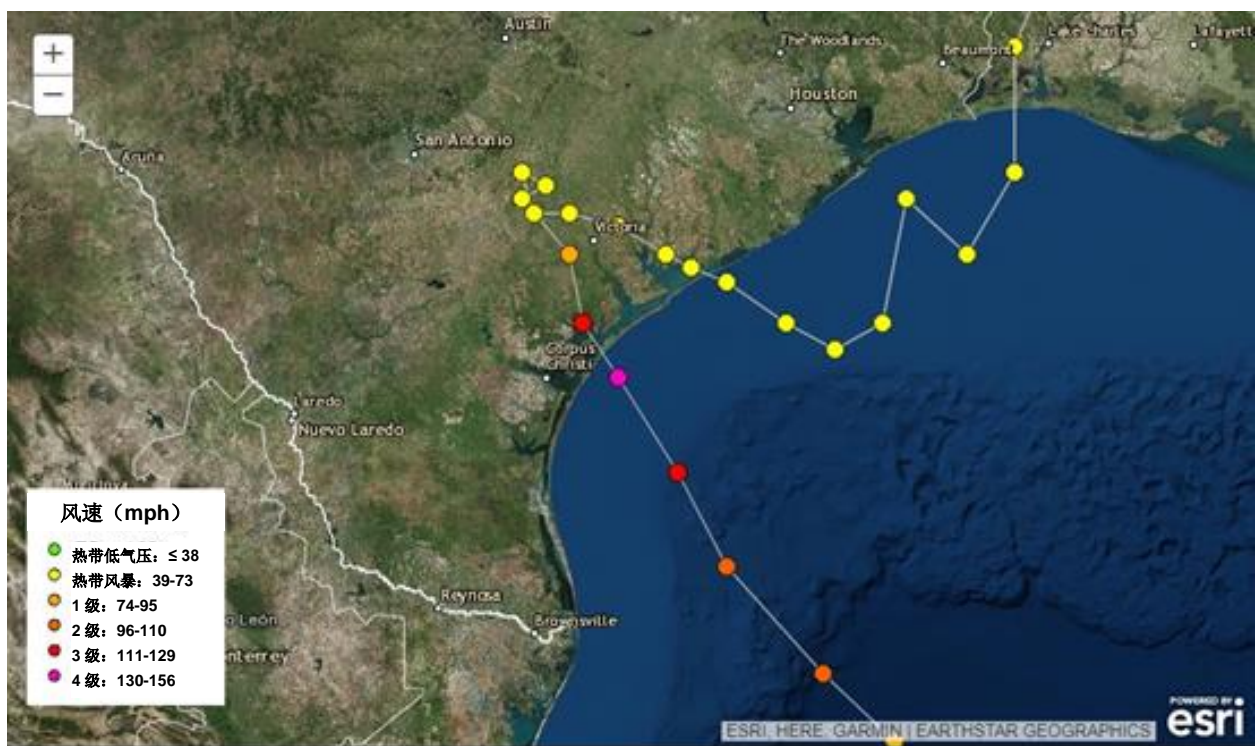 +
−
Austin
The Woodlands
Beaumont
Lake Charles
Lafayett
Houston
San Antonio
Acuña
Victoria
Corpus
Christi
Laredo
Nuevo Laredo
Reynosa
Brownsville
o León
onterrey
风速（mph）
热带低气压：≤ 38
热带风暴：39-73
1 级：74-95
2 级：96-110
3 级：111-129
4 级：130-156
ESRI, HERE, GARMIN | EARTHSTAR GEOGRAPHICS
POWERED BY
esri